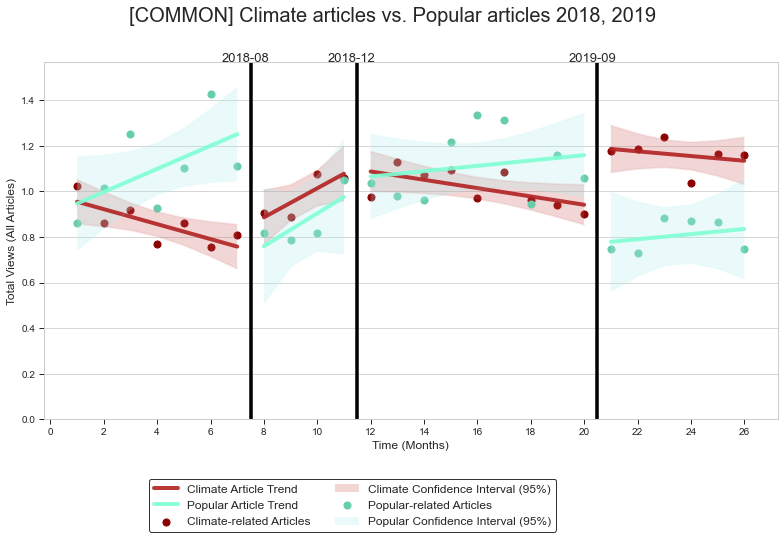 [COMMON] Climate articles vs. Popular articles 2018, 2019
2018-08 2018-12 2019-09
1.4
1.2
1.0
0.8
0.6
0.4
0.2
0.0
Total Views (All Articles)
0 2 4 6 8 10 12 14 16 18 20 22 24 26
Time (Months)
Climate Article Trend
Popular Article Trend
Climate-related Articles
Climate Confidence Interval (95%)
Popular-related Articles
Popular Confidence Interval (95%)